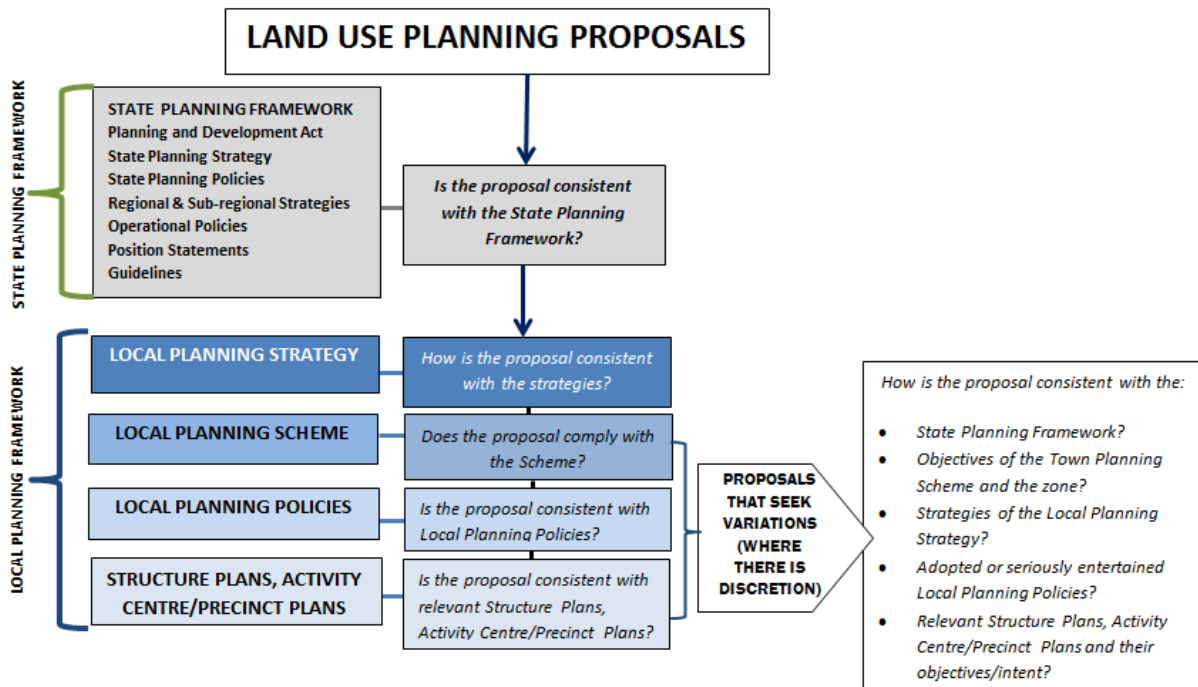 LAND USE PLANNING PROPOSALS
STATE PLANNING FRAMEWORK
STATE PLANNING FRAMEWORK
Planning and Development Act
State Planning Strategy
State Planning Policies
Regional & Sub-regional Strategies
Operational Policies
Position Statements
Guidelines
Is the proposal consistent
with the State Planning
Framework?
LOCAL PLANNING FRAMEWORK
LOCAL PLANNING STRATEGY
How is the proposal consistent
with the strategies?
LOCAL PLANNING SCHEME
Does the proposal comply with
the Scheme?
LOCAL PLANNING POLICIES
Is the proposal consistent with
Local Planning Policies?
STRUCTURE PLANS, ACTIVITY
CENTRE/PRECINCT PLANS
Is the proposal consistent with
relevant Structure Plans,
Activity Centre/Precinct Plans?
PROPOSALS
THAT SEEK
VARIATIONS
(WHERE
THERE IS
DISCRETION)
How is the proposal consistent with the:
• State Planning Framework?
• Objectives of the Town Planning
Scheme and the zone?
• Strategies of the Local Planning
Strategy?
• Adopted or seriously entertained
Local Planning Policies?
• Relevant Structure Plans, Activity
Centre/Precinct Plans and their
objectives/intent?